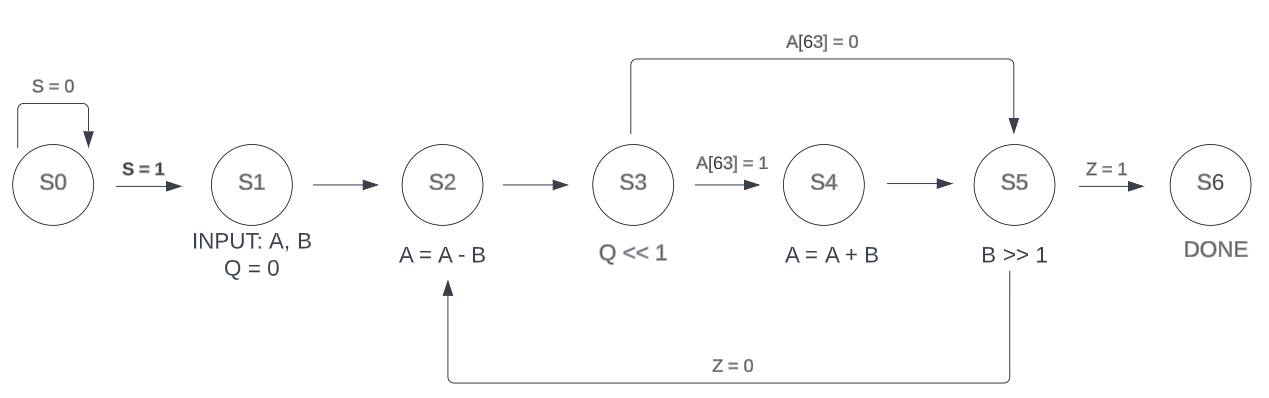 A[63] = 0
S = 0
S = 1
A[63] = 1
Z = 1
S0
S1
S2
S3
S4
S5
S6
INPUT: A, B
Q = 0
A = A - B
Q << 1
A = A + B
B >> 1
DONE
Z = 0